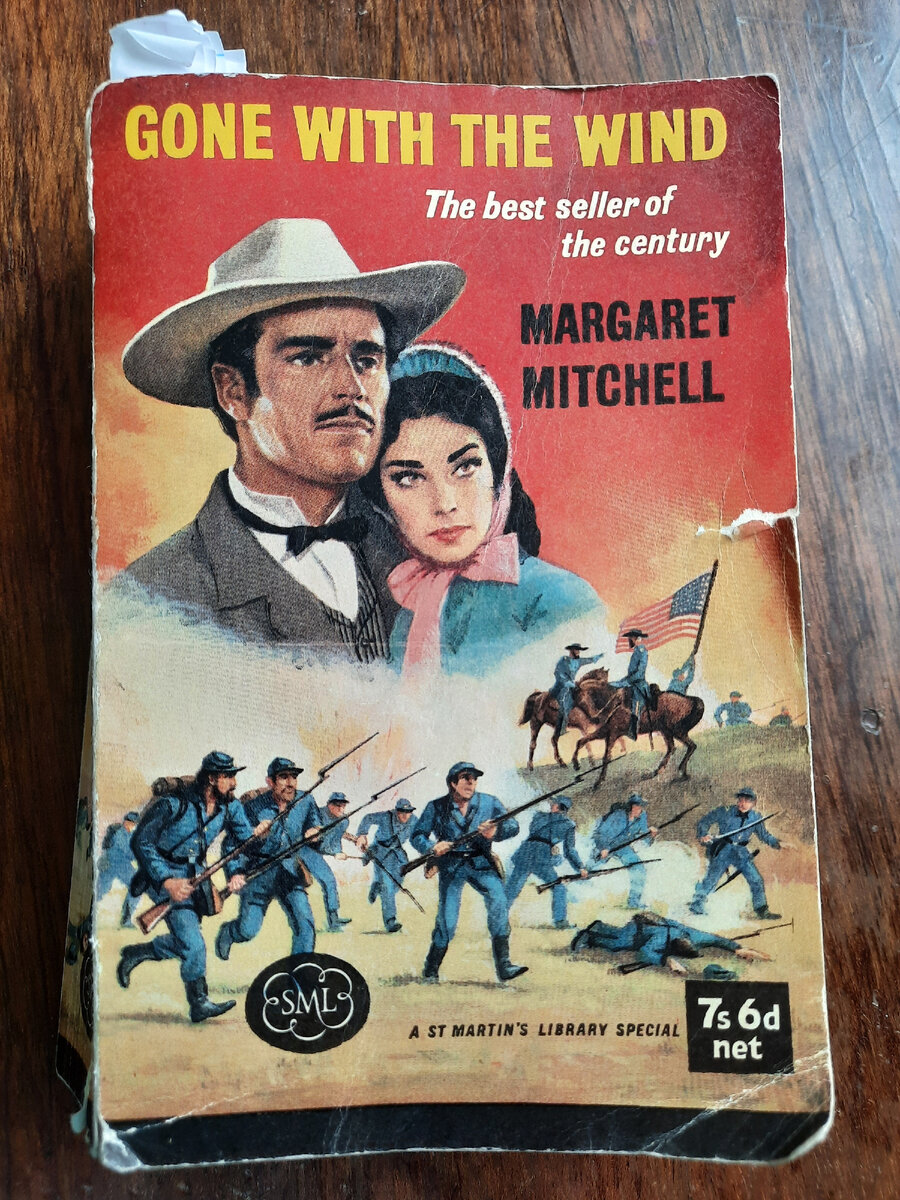 GONE WITH THE WIND
The best seller of
the century
MARGARET
MITCHELL
SML
A ST MARTIN'S LIBRARY SPECIAL
7s 6d
net